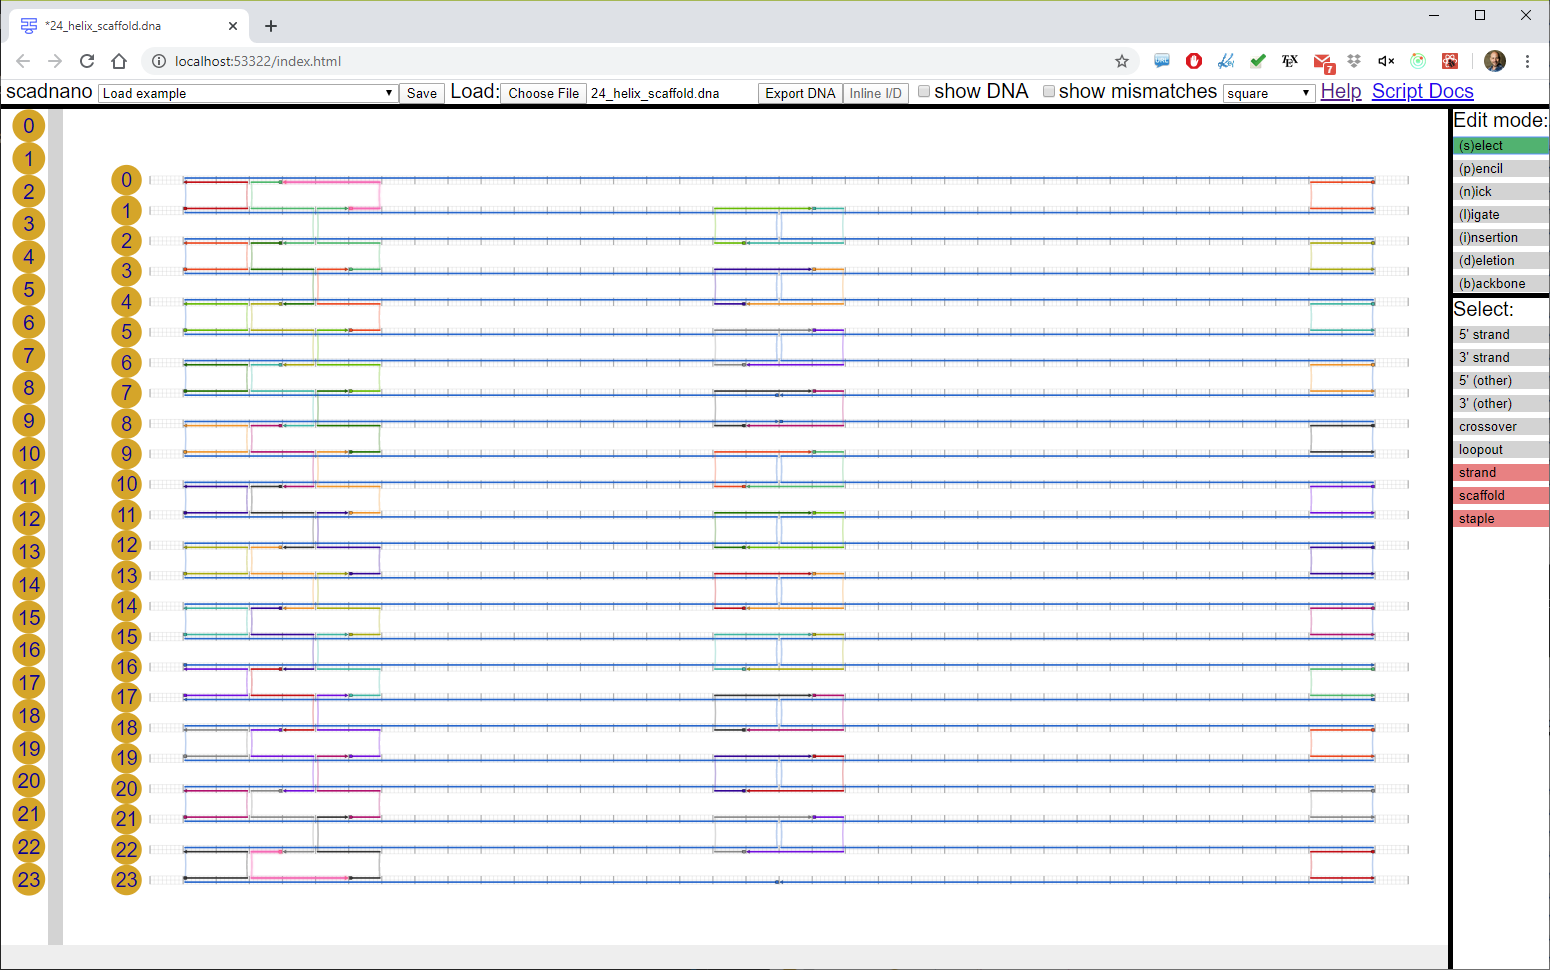 *24_helix_scaffold.dna
localhost:53322/index.html
7
scadnano Load example Save Load: Choose File 24_helix_scaffold.dna Export DNA Inline I/D show DNA show mismatches square Help Script Docs
0
1
2
3
4
5
6
7
8
9
10
11
12
13
14
15
16
17
18
19
20
21
22
23
0
1
2
3
4
5
6
7
8
9
10
11
12
13
14
15
16
17
18
19
20
21
22
23
Edit mode:
(s)elect
(p)encil
(n)ick
(l)igate
(i)nsertion
(d)eletion
(b)ackbone
Select:
5' strand
3' strand
5' (other)
3' (other)
crossover
loopout
strand
scaffold
staple